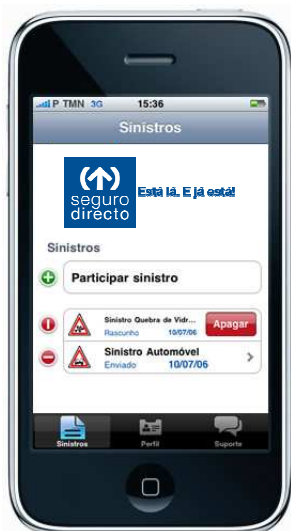 P TMN 3G 15:36
Sinistros
seguro
directo
Está lá. E já está!
Sinistros
Participar sinistro
Sinistro Quebra de Vidr...
Rascunho 10/07/06
Apagar
Sinistro Automóvel
Enviado 10/07/06
Sinistros Perfil Suporte